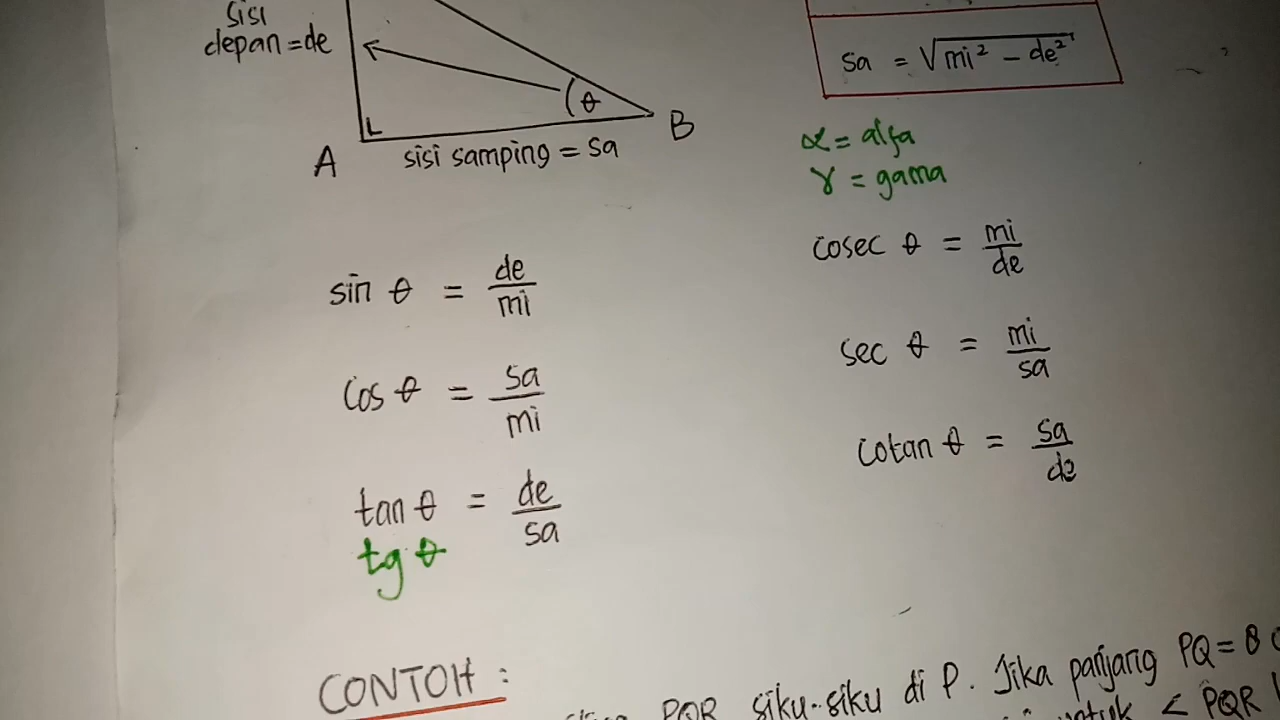 sisi
depan = de
θ
B
A
sisi samping = sa
sa = √mi² - de²
α = alfa
γ = gama
sin θ = de/mi
cos θ = sa/mi
tan θ = de/sa
tg θ
cosec θ = mi/de
sec θ = mi/sa
cotan θ = sa/de
CONTOH :
PQR siku-siku di P. Jika panjang PQ = 8
untuk < PQR